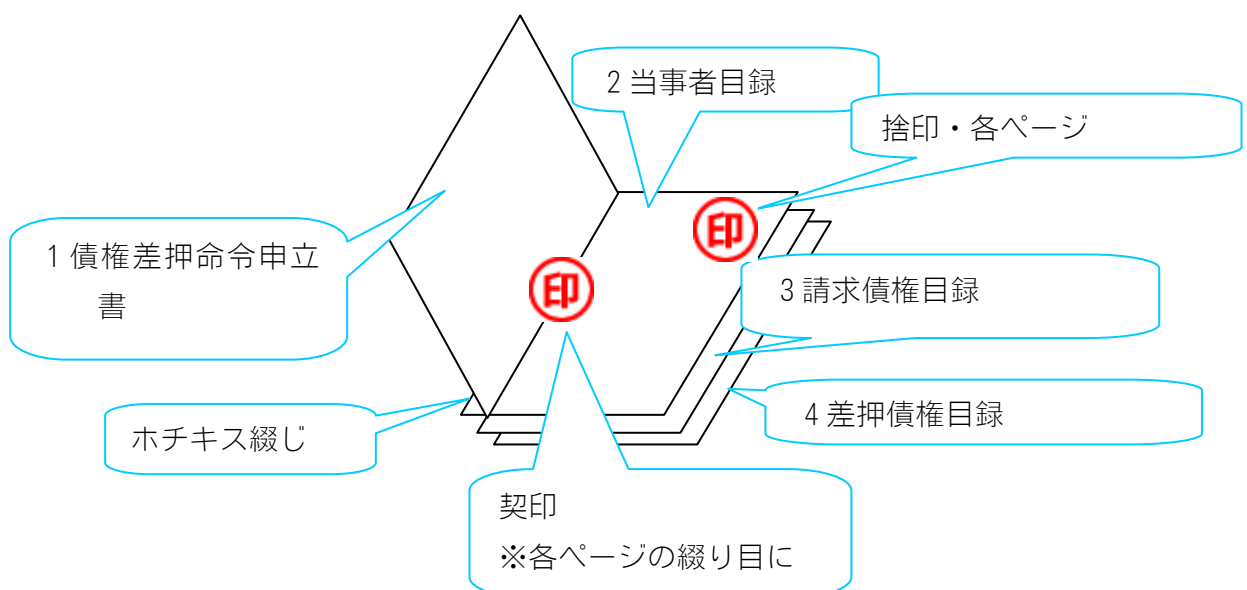 2 当事者目録
捨印・各ページ
印
1 債権差押命令申立
書
印
3 請求債権目録
4 差押債権目録
ホチキス綴じ
契印
※各ページの綴り目に